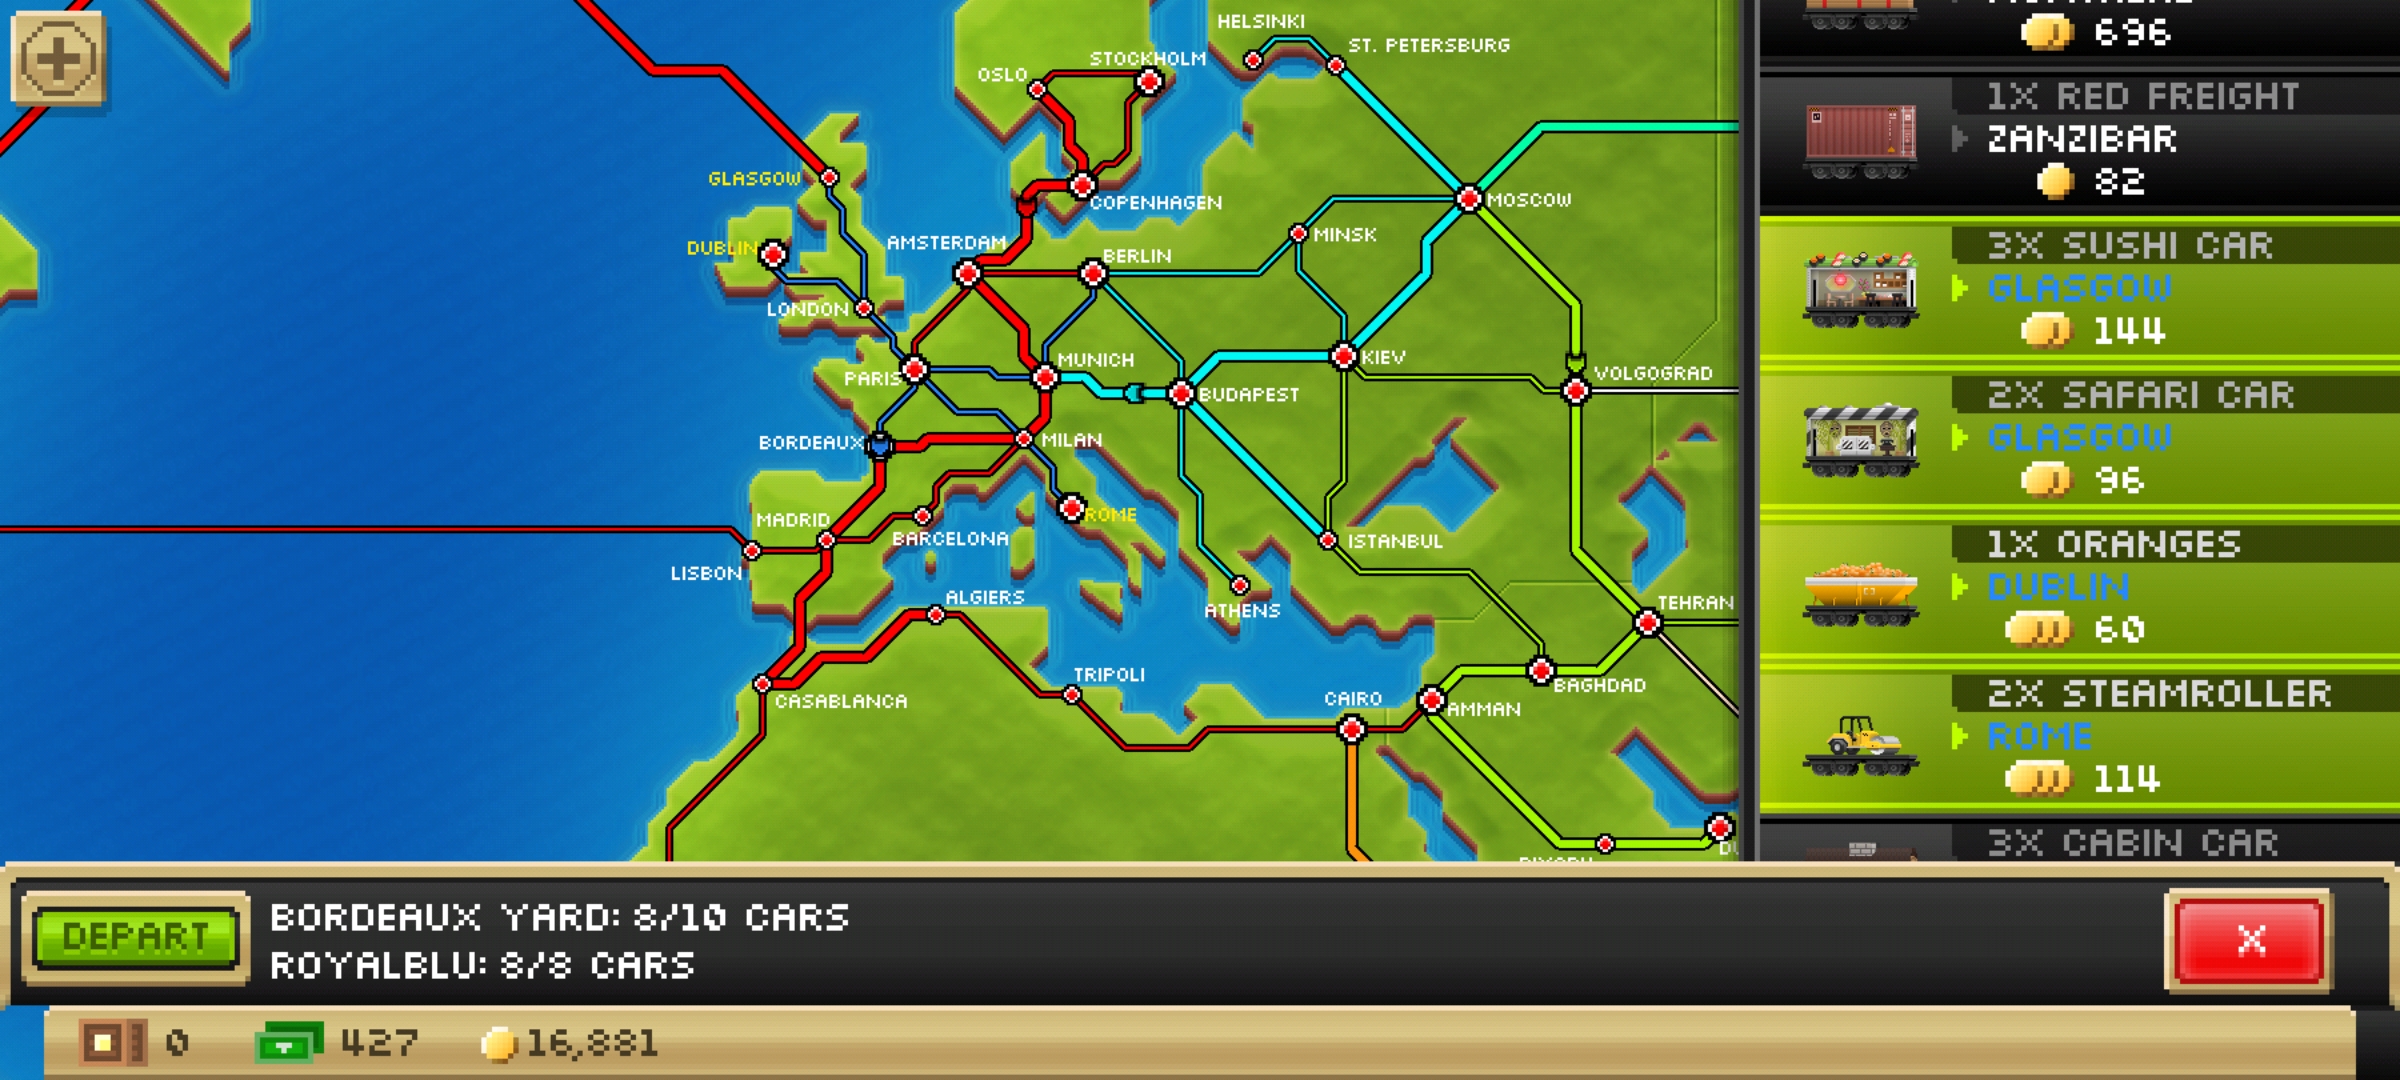 HELSINKI
ST. PETERSBURG
STOCKHOLM
OSLO
GLASGOW
COPENHAGEN
MOSCOW
MINSK
DUBLIN
AMSTERDAM
BERLIN
LONDON
MUNICH
KIEV
PARIS
BUDAPEST
VOLGOGRAD
BORDEAUX
MILAN
MADRID
ROME
BARCELONA
ISTANBUL
LISBON
ALGIERS
ATHENS
TEHRAN
TRIPOLI
CASABLANCA
CAIRO
AMMAN
BAGHDAD
696
1X RED FREIGHT
ZANZIBAR
82
3X SUSHI CAR
GLASGOW
144
2X SAFARI CAR
GLASGOW
96
1X ORANGES
DUBLIN
60
2X STEAMROLLER
ROME
114
3X CABIN CAR
DEPART
BORDEAUX YARD: 8/10 CARS
ROYALBLU: 8/8 CARS
X
0
427
16,881